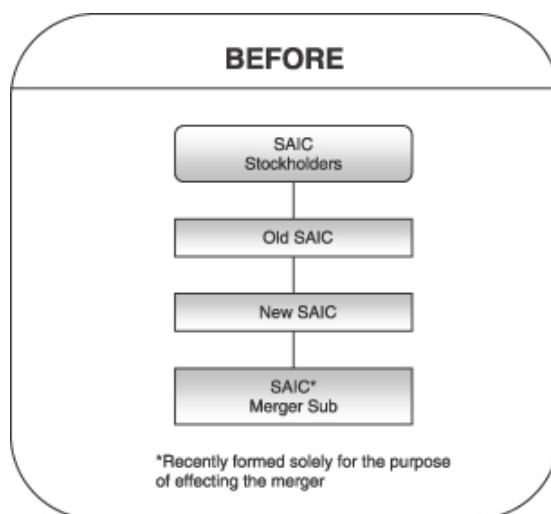 BEFORE
SAIC
Stockholders
Old SAIC
New SAIC
SAIC*
Merger Sub
*Recently formed solely for the purpose
of effecting the merger